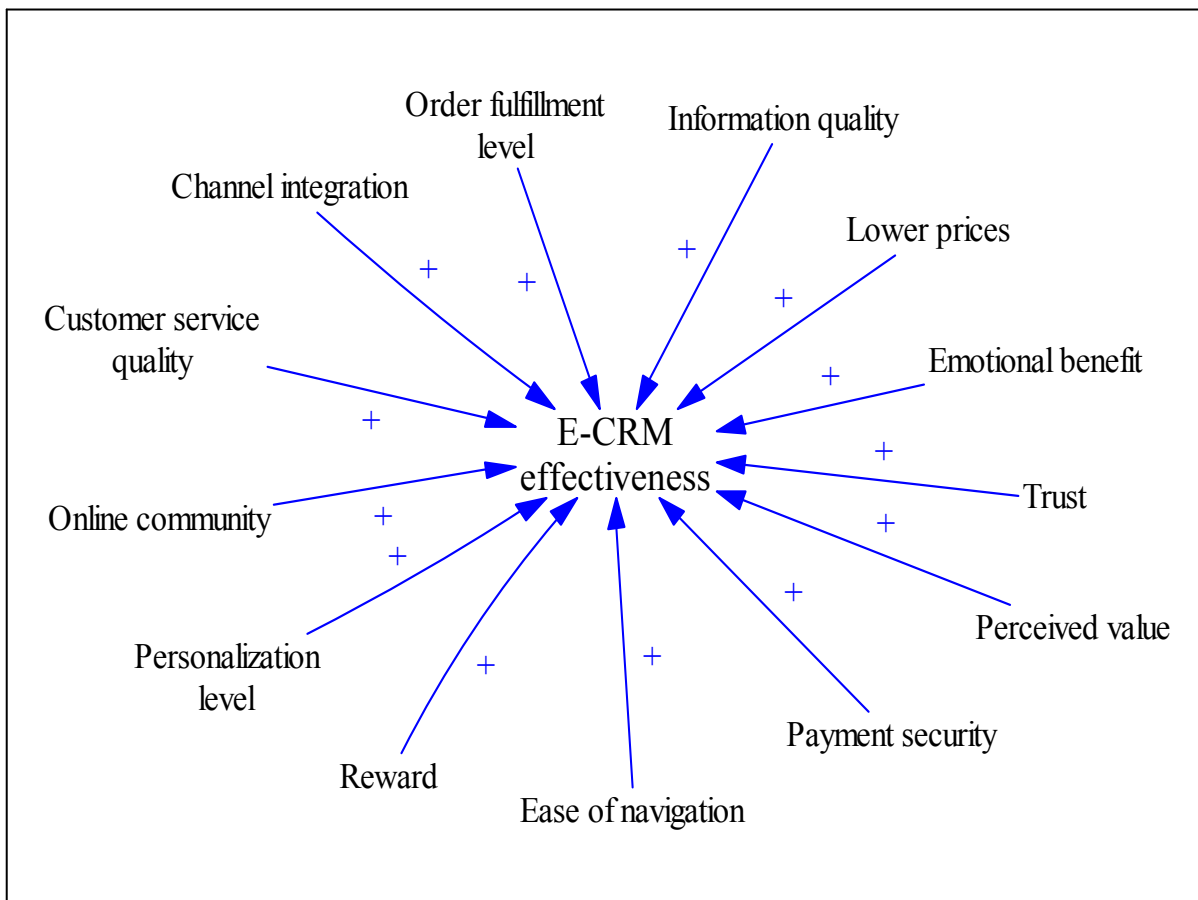 Order fulfillment
level
Information quality
Channel integration
Lower prices
Customer service
quality
Emotional benefit
E-CRM
effectiveness
Trust
Online community
Perceived value
Personalization
level
Payment security
Reward
Ease of navigation
+
+
+
+
+
+
+
+
+
+
+
+
+